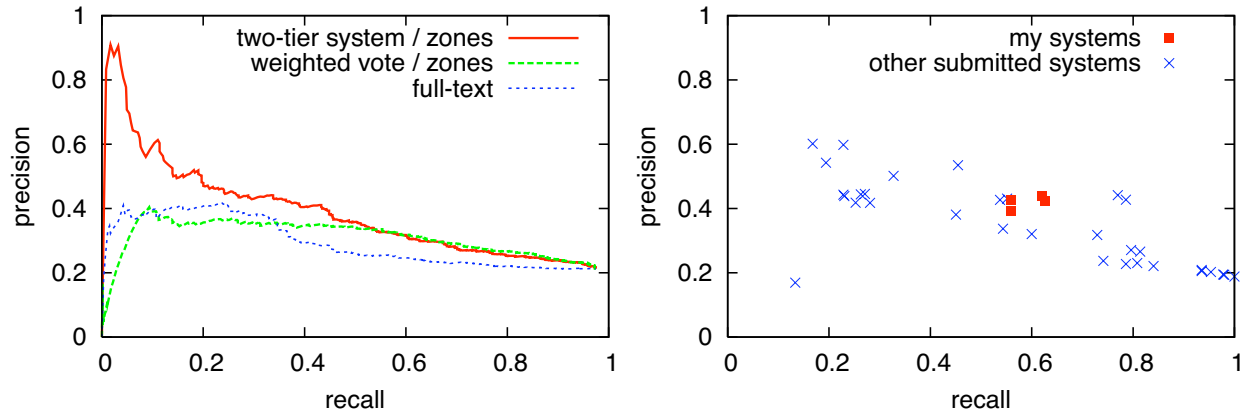 two-tier system / zones
weighted vote / zones
full-text
precision
1
0.8
0.6
0.4
0.2
0
0 0.2 0.4 0.6 0.8 1
recall
my systems
other submitted systems
precision
1
0.8
0.6
0.4
0.2
0
0 0.2 0.4 0.6 0.8 1
recall